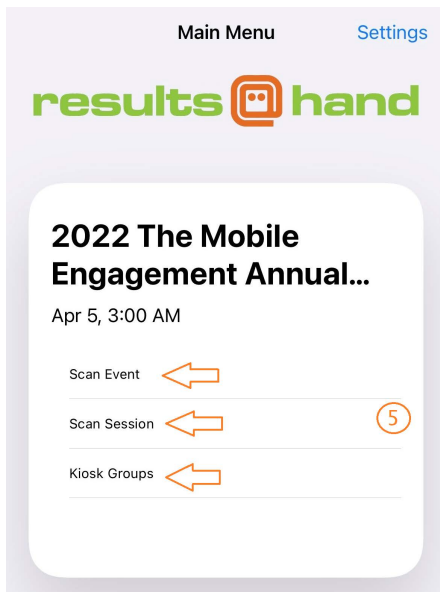 Main Menu Settings
results@hand
2022 The Mobile
Engagement Annual...
Apr 5, 3:00 AM
Scan Event
Scan Session
5
Kiosk Groups